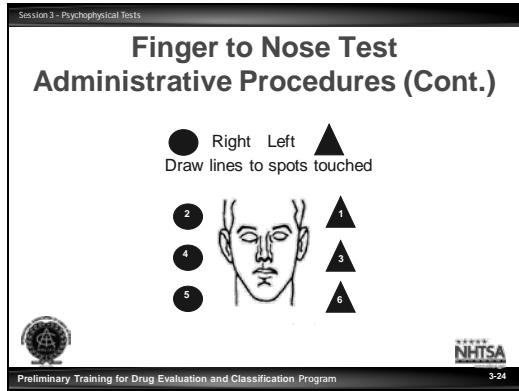 Session 3 - Psychophysical Tests
Finger to Nose Test
Administrative Procedures (Cont.)
Right Left
Draw lines to spots touched
2 1
4 3
5 6
NHTSA
Preliminary Training for Drug Evaluation and Classification Program 3-24